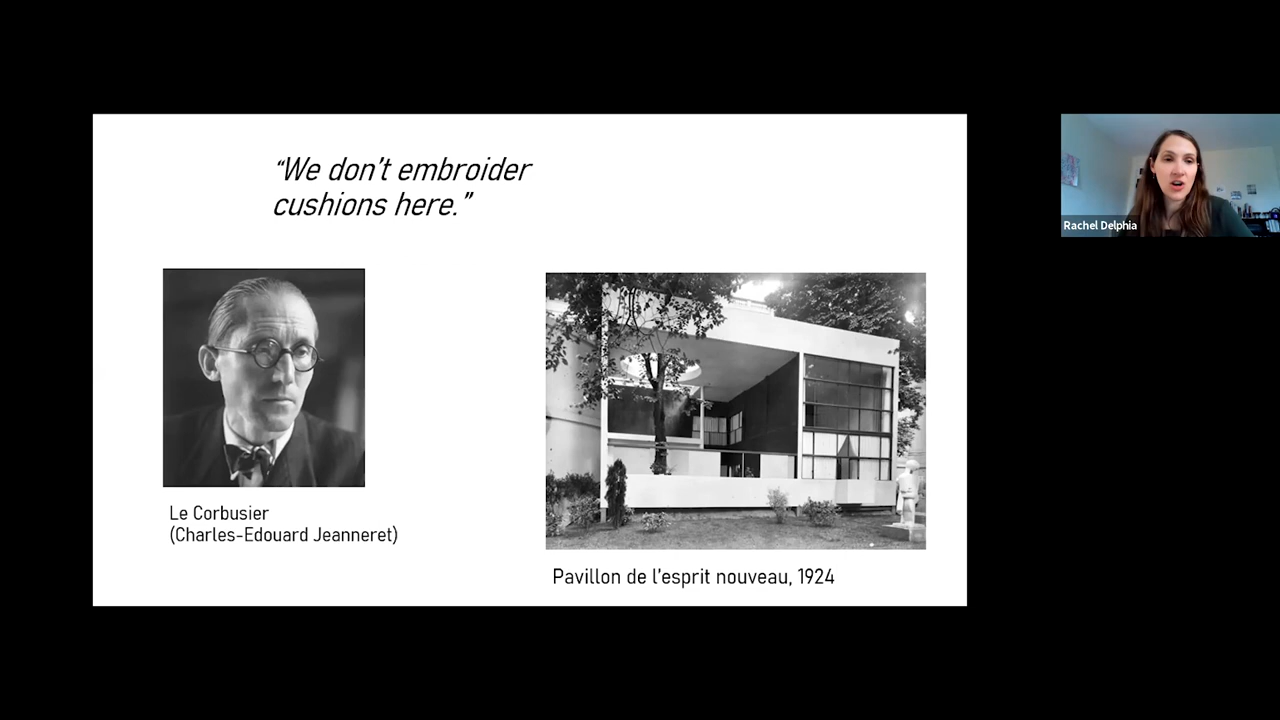 “We don’t embroider
cushions here.”
Rachel Delphia
Le Corbusier
(Charles-Edouard Jeanneret)
Pavillon de l’esprit nouveau, 1924